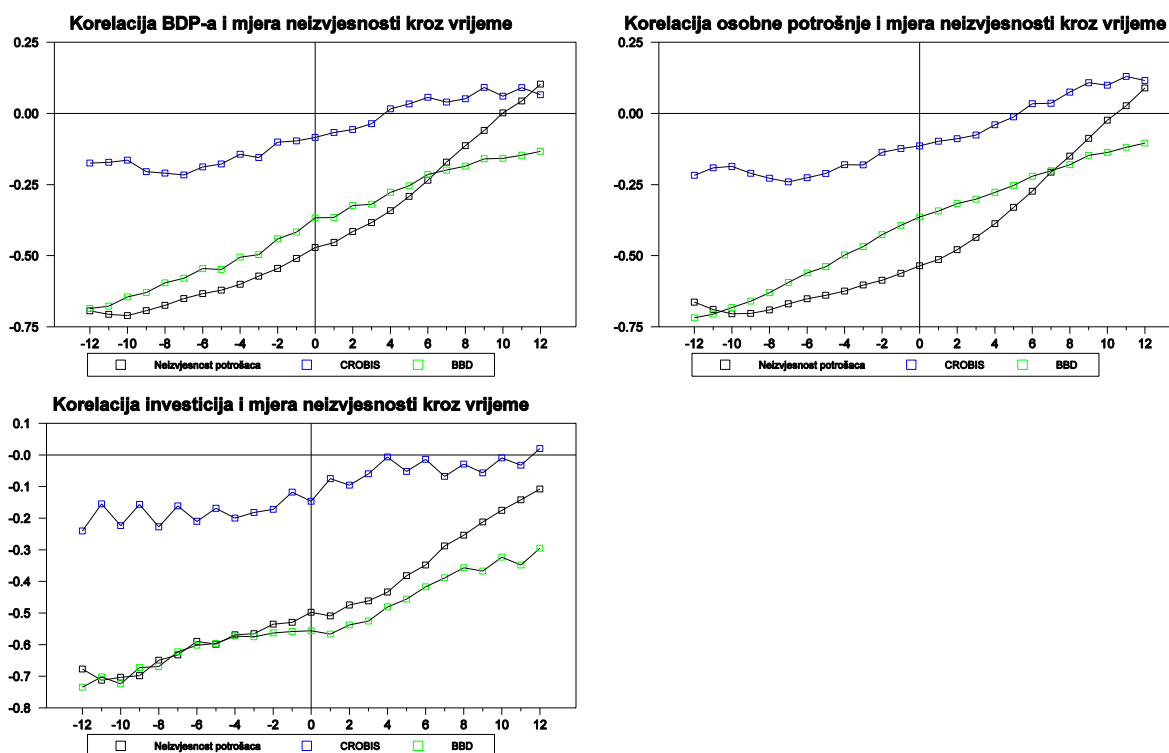 Korelacija BDP-a i mjera neizvjesnosti kroz vrijeme
0.25
0.00
-0.25
-0.50
-0.75
-12 -10 -8 -6 -4 -2 0 2 4 6 8 10 12
Neizvjesnost potrošaca CROBIS BBD
Korelacija osobne potrošnje i mjera neizvjesnosti kroz vrijeme
0.25
0.00
-0.25
-0.50
-0.75
-12 -10 -8 -6 -4 -2 0 2 4 6 8 10 12
Neizvjesnost potrošaca CROBIS BBD
Korelacija investicija i mjera neizvjesnosti kroz vrijeme
0.1
-0.0
-0.1
-0.2
-0.3
-0.4
-0.5
-0.6
-0.7
-0.8
-12 -10 -8 -6 -4 -2 0 2 4 6 8 10 12
Neizvjesnost potrošaca CROBIS BBD